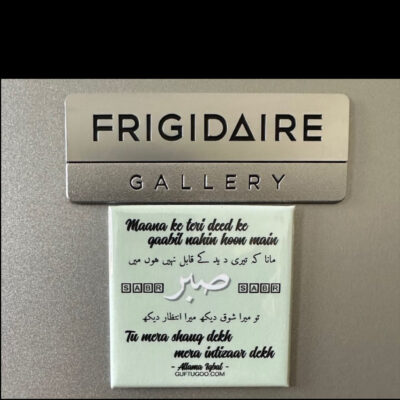 FRIGIDAIRE
GALLERY
Maana ke teri deed ke
qaabil nahin hoon main
مانا کہ تیری دید کے قابل نہیں ہوں میں
SABR صبر SABR
تو میرا شوق دیکھ میرا انتظار دیکھ
Tu mera shauq dekh
mera intizaar dekh
- Allama Iqbal -
GUFTUGOO.COM